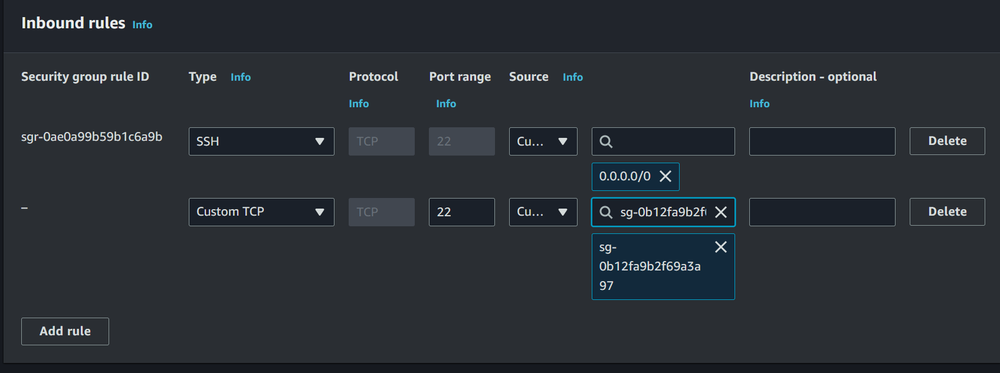 Inbound rules Info
Security group rule ID Type Info Protocol Port range Source Info Description - optional
Info Info Info
sgr-0ae0a99b59b1c6a9b SSH TCP 22 Cu... Delete
0.0.0.0/0
– Custom TCP TCP 22 Cu... sg-0b12fa9b2f Delete
sg-
0b12fa9b2f69a3a
97
Add rule